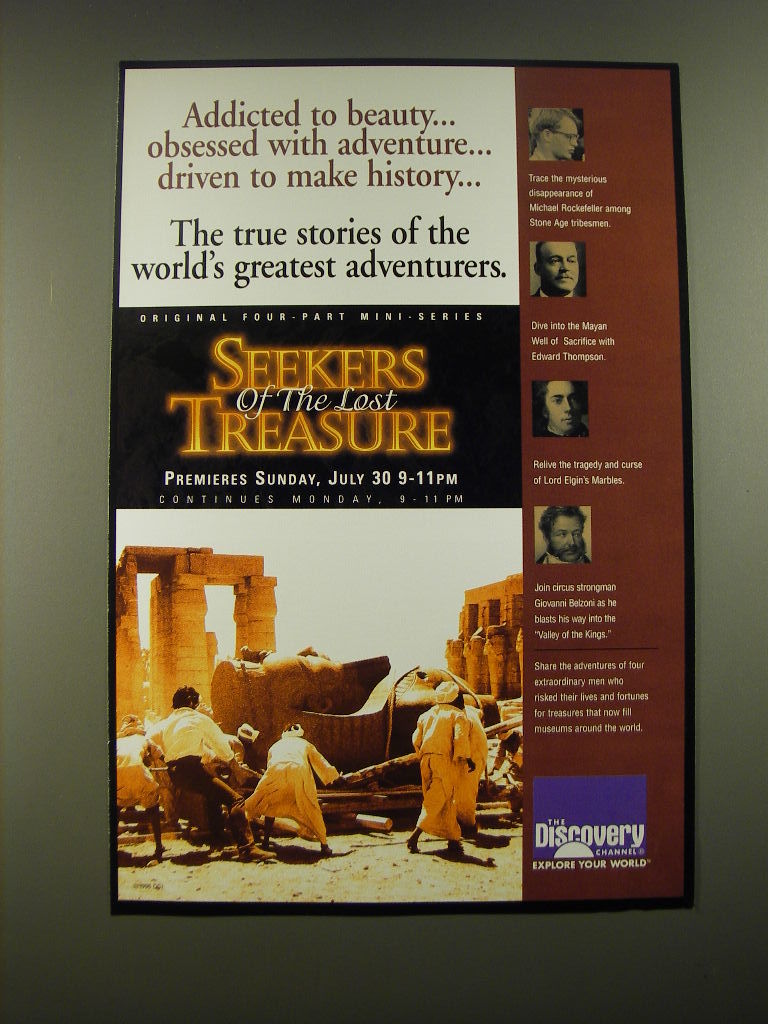 Addicted to beauty...
obsessed with adventure...
driven to make history...
The true stories of the
world's greatest adventurers.
ORIGINAL FOUR-PART MINI-SERIES
SEEKERS
Of The Lost
TREASURE
PREMIERES SUNDAY, JULY 30 9-11PM
CONTINUES MONDAY, 9-11PM
Trace the mysterious
disappearance of
Michael Rockefeller among
Stone Age tribesmen.
Dive into the Mayan
Well of Sacrifice with
Edward Thompson.
Relive the tragedy and curse
of Lord Elgin's Marbles.
Join circus strongman
Giovanni Belzoni as he
blasts his way into the
"Valley of the Kings."
Share the adventures of four
extraordinary men who
risked their lives and fortunes
for treasures that now fill
museums around the world.
THE
Discovery
CHANNEL®
EXPLORE YOUR WORLD™